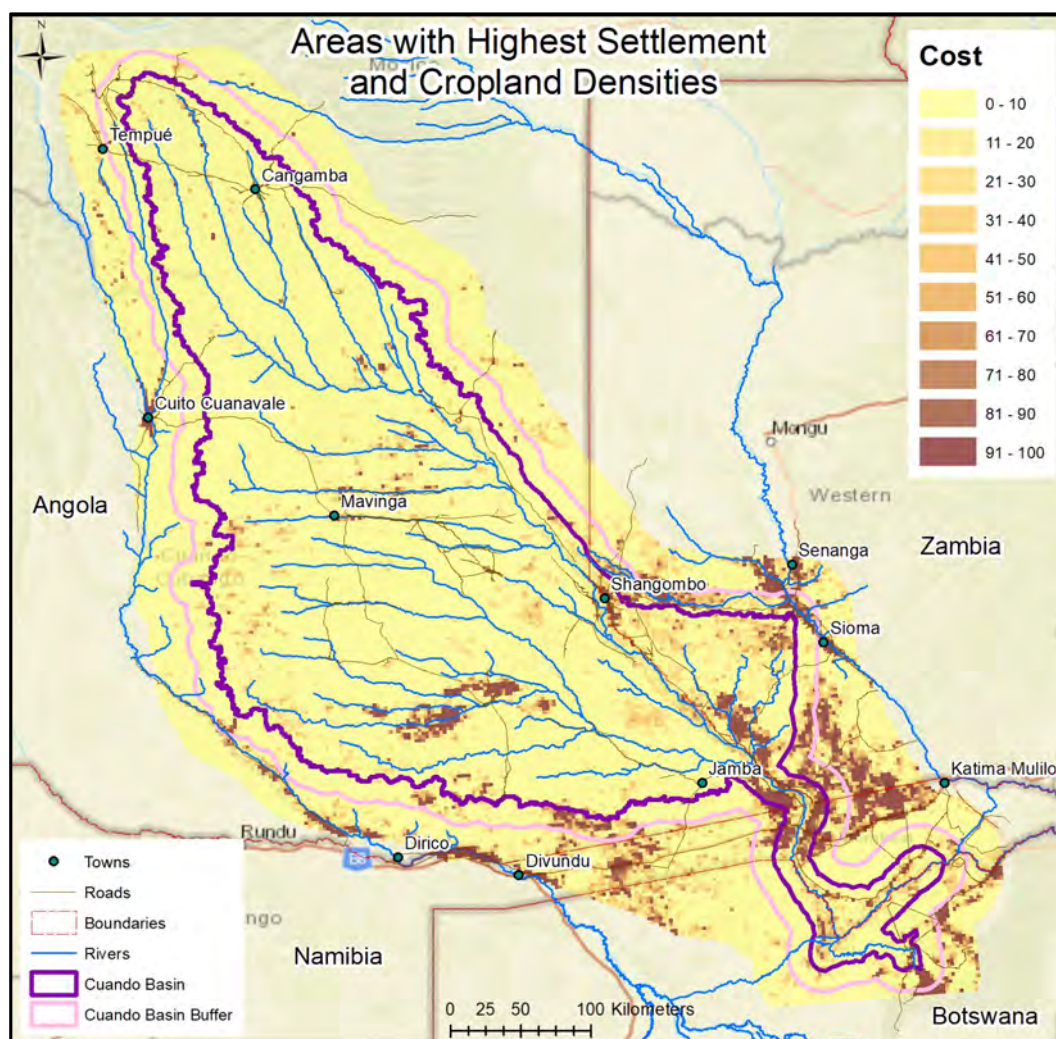 N
Areas with Highest Settlement
and Cropland Densities
Cost
0 - 10
11 - 20
21 - 30
31 - 40
41 - 50
51 - 60
61 - 70
71 - 80
81 - 90
91 - 100
Tempué
Cangamba
Cuito Cuanavale
Mongu
Angola
Mavinga
Western
Zambia
Senanga
Shangombo
Sioma
Jamba
Katima Mulilo
Rundu
Dirico
Divundu
Namibia
Botswana
Towns
Roads
Boundaries
Rivers
Cuando Basin
Cuando Basin Buffer
0 25 50 100 Kilometers